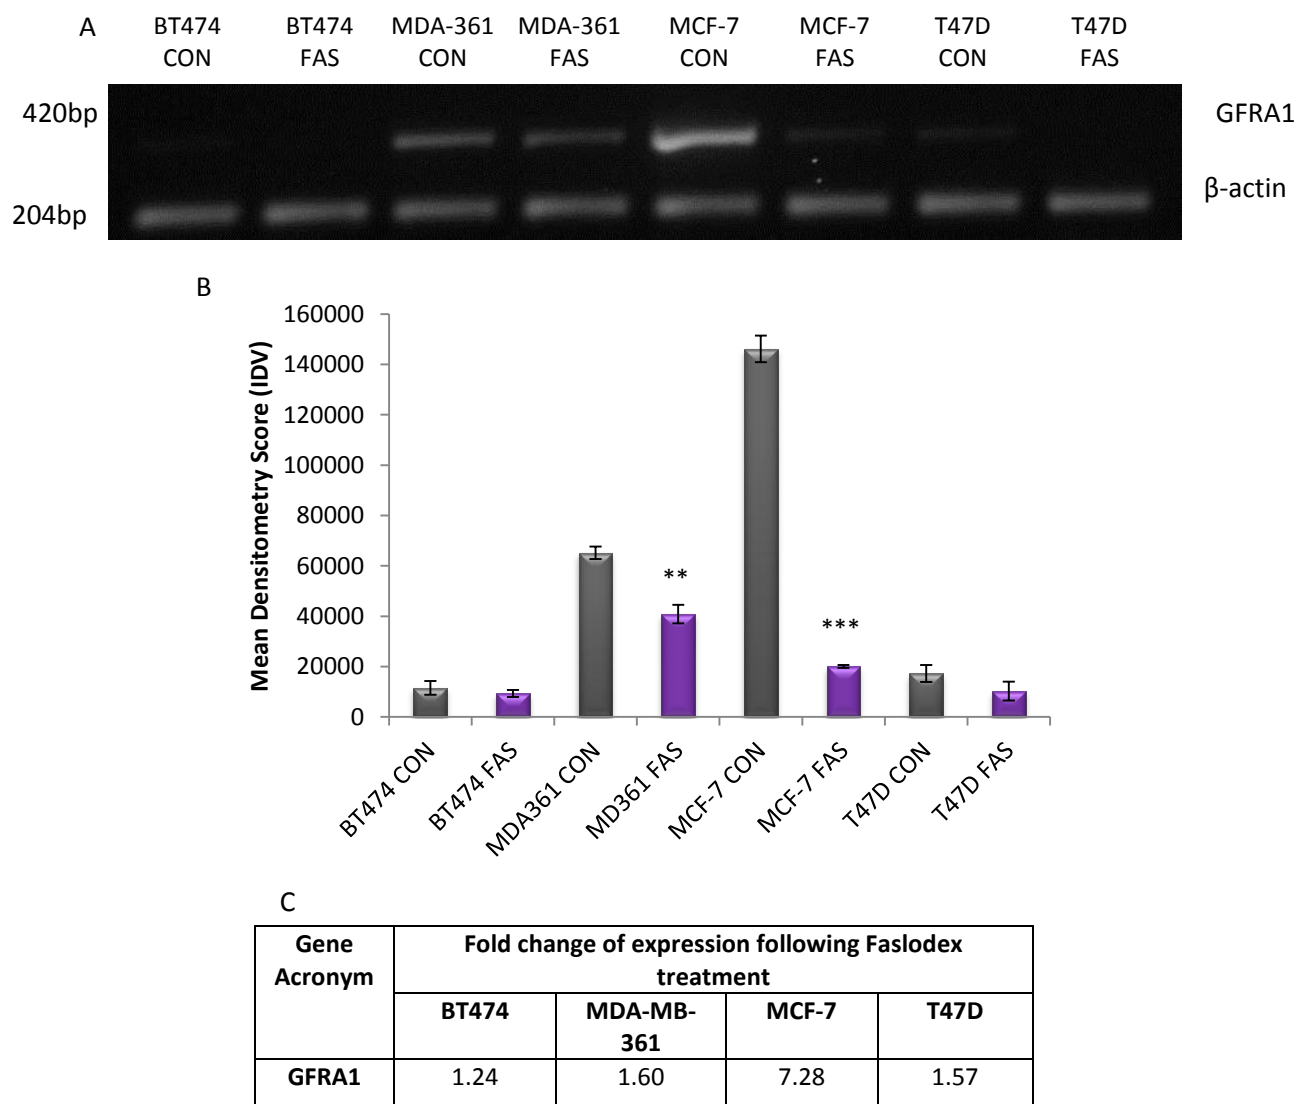 A
BT474 BT474 MDA-361 MDA-361 MCF-7 MCF-7 T47D T47D
CON FAS CON FAS CON FAS CON FAS
420bp
GFRA1
β-actin
204bp
B
Mean Densitometry Score (IDV)
160000
140000
120000
100000
80000
60000
40000
20000
0
**
***
BT474 CON
BT474 FAS
MDA361 CON
MD361 FAS
MCF-7 CON
MCF-7 FAS
T47D CON
T47D FAS
C
Gene
Acronym
Fold change of expression following Faslodex
treatment
BT474
MDA-MB-
361
MCF-7
T47D
GFRA1 1.24 1.60 7.28 1.57